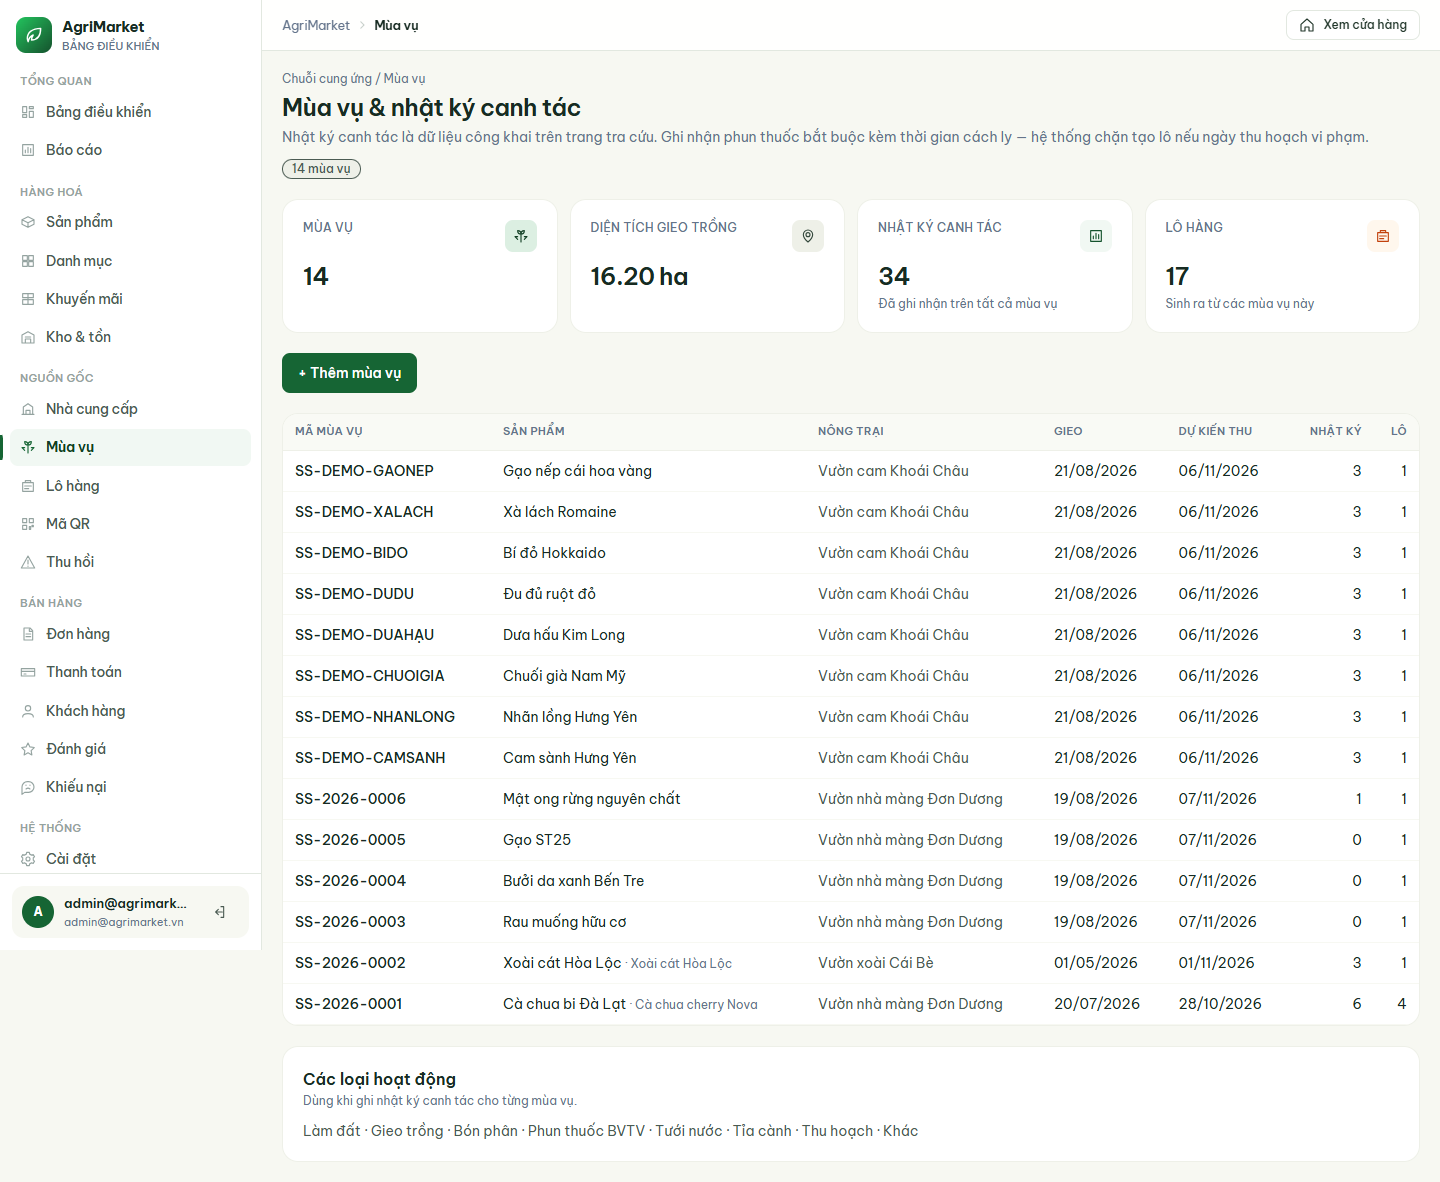 AgriMarket
BẢNG ĐIỀU KHIỂN
TỔNG QUAN
Bảng điều khiển
Báo cáo
HÀNG HOÁ
Sản phẩm
Danh mục
Khuyến mãi
Kho & tồn
NGUỒN GỐC
Nhà cung cấp
Mùa vụ
Lô hàng
Mã QR
Thu hồi
BÁN HÀNG
Đơn hàng
Thanh toán
Khách hàng
Đánh giá
Khiếu nại
HỆ THỐNG
Cài đặt
A
admin@agrimark...
admin@agrimarket.vn
AgriMarket > Mùa vụ
Xem cửa hàng
Chuỗi cung ứng / Mùa vụ
Mùa vụ & nhật ký canh tác
Nhật ký canh tác là dữ liệu công khai trên trang tra cứu. Ghi nhận phun thuốc bắt buộc kèm thời gian cách ly — hệ thống chặn tạo lô nếu ngày thu hoạch vi phạm.
14 mùa vụ
MÙA VỤ
14
DIỆN TÍCH GIEO TRỒNG
16.20 ha
NHẬT KÝ CANH TÁC
34
Đã ghi nhận trên tất cả mùa vụ
LÔ HÀNG
17
Sinh ra từ các mùa vụ này
+ Thêm mùa vụ
MÃ MÙA VỤ SẢN PHẨM NÔNG TRẠI GIEO DỰ KIẾN THU NHẬT KÝ LÔ
SS-DEMO-GAONEP Gạo nếp cái hoa vàng Vườn cam Khoái Châu 21/08/2026 06/11/2026 3 1
SS-DEMO-XALACH Xà lách Romaine Vườn cam Khoái Châu 21/08/2026 06/11/2026 3 1
SS-DEMO-BIDO Bí đỏ Hokkaido Vườn cam Khoái Châu 21/08/2026 06/11/2026 3 1
SS-DEMO-DUDU Đu đủ ruột đỏ Vườn cam Khoái Châu 21/08/2026 06/11/2026 3 1
SS-DEMO-DUAHẠU Dưa hấu Kim Long Vườn cam Khoái Châu 21/08/2026 06/11/2026 3 1
SS-DEMO-CHUOIGIA Chuối già Nam Mỹ Vườn cam Khoái Châu 21/08/2026 06/11/2026 3 1
SS-DEMO-NHANLONG Nhãn lồng Hưng Yên Vườn cam Khoái Châu 21/08/2026 06/11/2026 3 1
SS-DEMO-CAMSANH Cam sành Hưng Yên Vườn cam Khoái Châu 21/08/2026 06/11/2026 3 1
SS-2026-0006 Mật ong rừng nguyên chất Vườn nhà màng Đơn Dương 19/08/2026 07/11/2026 1 1
SS-2026-0005 Gạo ST25 Vườn nhà màng Đơn Dương 19/08/2026 07/11/2026 0 1
SS-2026-0004 Bưởi da xanh Bến Tre Vườn nhà màng Đơn Dương 19/08/2026 07/11/2026 0 1
SS-2026-0003 Rau muống hữu cơ Vườn nhà màng Đơn Dương 19/08/2026 07/11/2026 0 1
SS-2026-0002 Xoài cát Hòa Lộc · Xoài cát Hòa Lộc Vườn xoài Cái Bè 01/05/2026 01/11/2026 3 1
SS-2026-0001 Cà chua bi Đà Lạt · Cà chua cherry Nova Vườn nhà màng Đơn Dương 20/07/2026 28/10/2026 6 4
Các loại hoạt động
Dùng khi ghi nhật ký canh tác cho từng mùa vụ.
Làm đất · Gieo trồng · Bón phân · Phun thuốc BVTV · Tưới nước · Tỉa cành · Thu hoạch · Khác